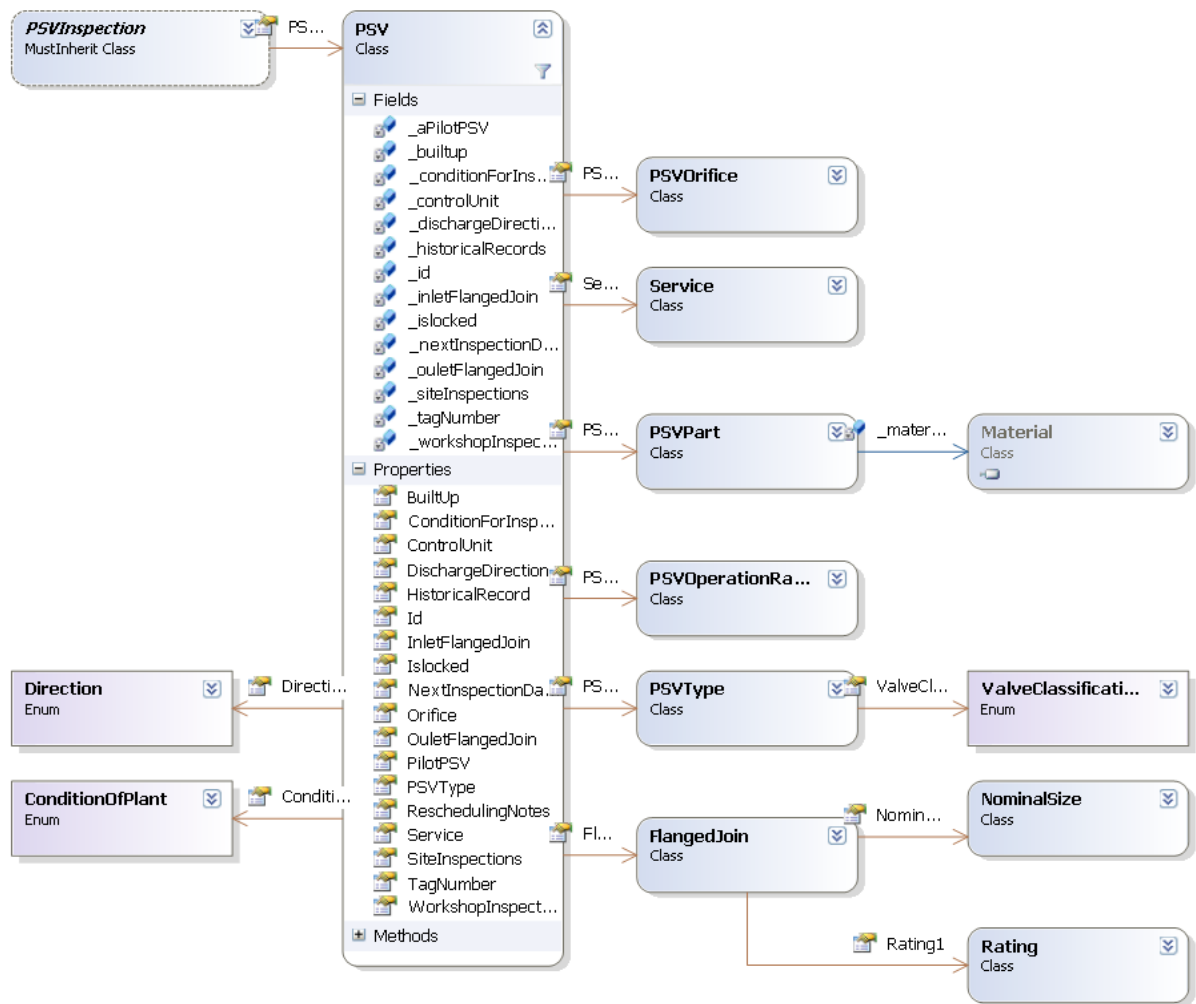 PSVInspection
MustInherit Class
PS...
PSV
Class
Fields
_aPilotPSV
_builtup
_conditionForIns...
_controlUnit
_dischargeDirecti...
_historicalRecords
_id
_inletFlangedJoin
_islocked
_nextInspectionD...
_ouletFlangedJoin
_siteInspections
_tagNumber
_workshopInspec...
Properties
BuiltUp
ConditionForInsp...
ControlUnit
DischargeDirection
HistoricalRecord
Id
InletFlangedJoin
Islocked
NextInspectionDa...
Orifice
OuletFlangedJoin
PilotPSV
PSVType
ReschedulingNotes
Service
SiteInspections
TagNumber
WorkshopInspect...
Methods
Directi...
Direction
Enum
Conditi...
ConditionOfPlant
Enum
PS...
PSVOrifice
Class
Se...
Service
Class
PS...
PSVPart
Class
_mater...
Material
Class
PS...
PSVOperationRa...
Class
PS...
PSVType
Class
ValveCl...
ValveClassificati...
Enum
Fl...
FlangedJoin
Class
Nomin...
NominalSize
Class
Rating1
Rating
Class